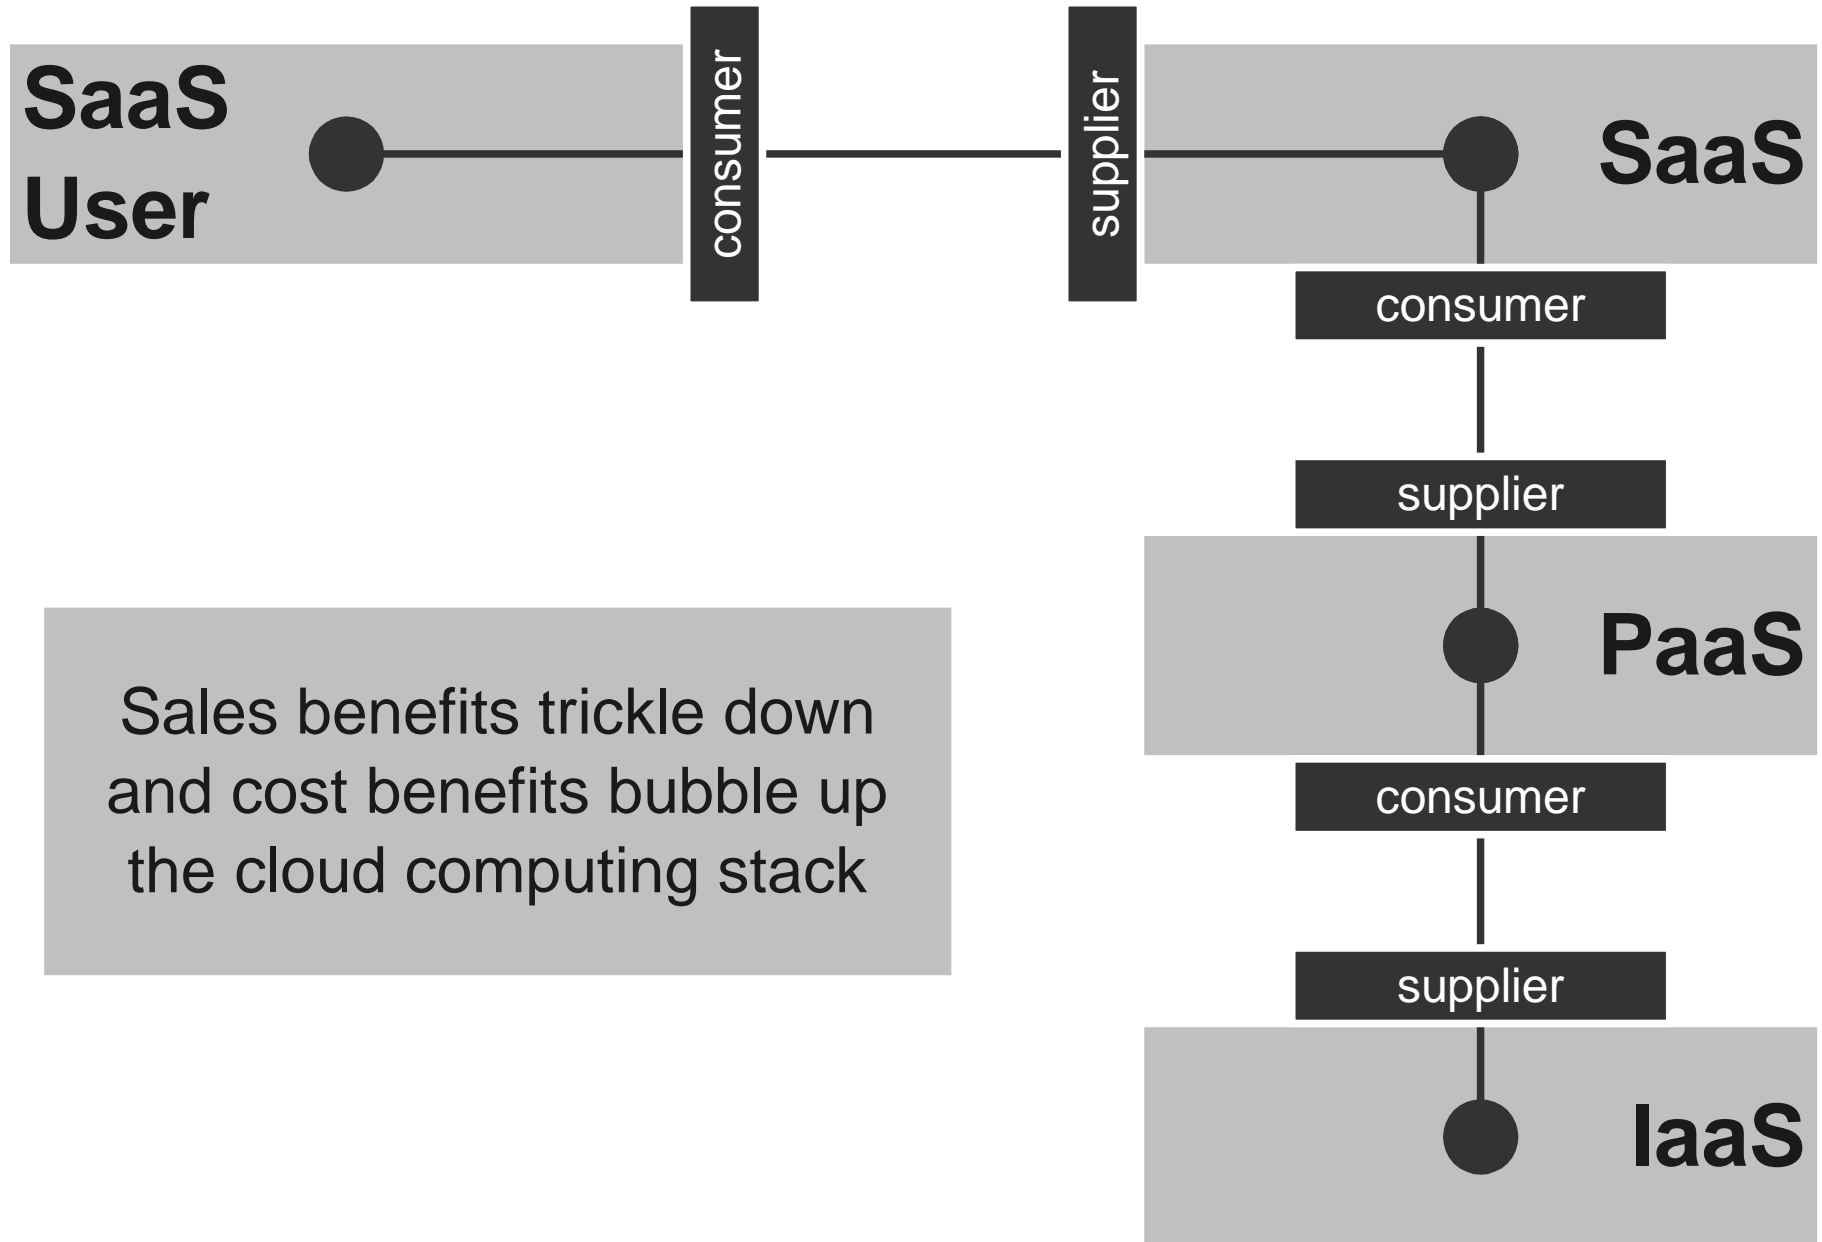 SaaS
User
consumer
supplier
SaaS
consumer
supplier
PaaS
consumer
supplier
IaaS
Sales benefits trickle down
and cost benefits bubble up
the cloud computing stack